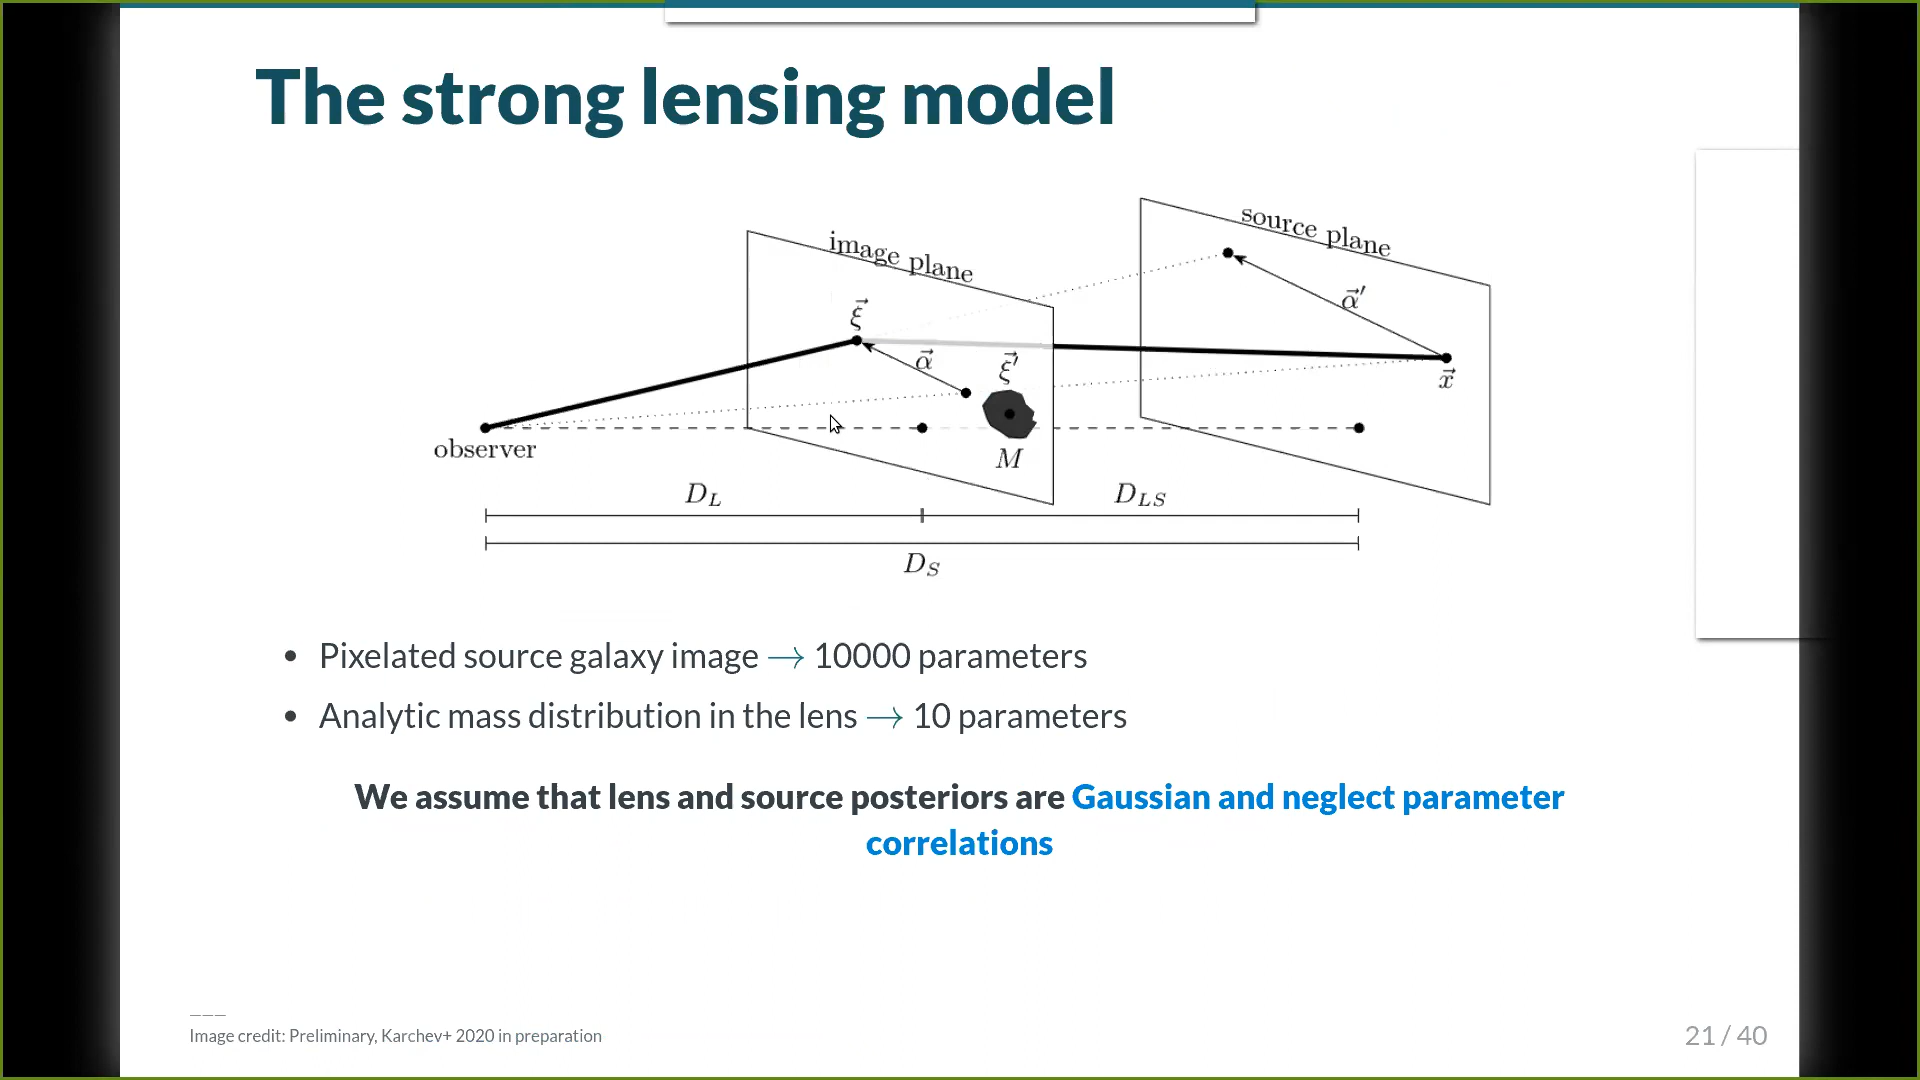 The strong lensing model
image plane
source plane
ξ⃗
α⃗
ξ⃗′
α⃗′
x⃗
observer
M
D_L
D_LS
D_S
• Pixelated source galaxy image → 10000 parameters
• Analytic mass distribution in the lens → 10 parameters
We assume that lens and source posteriors are Gaussian and neglect parameter
correlations
Image credit: Preliminary, Karchev+ 2020 in preparation
21 / 40